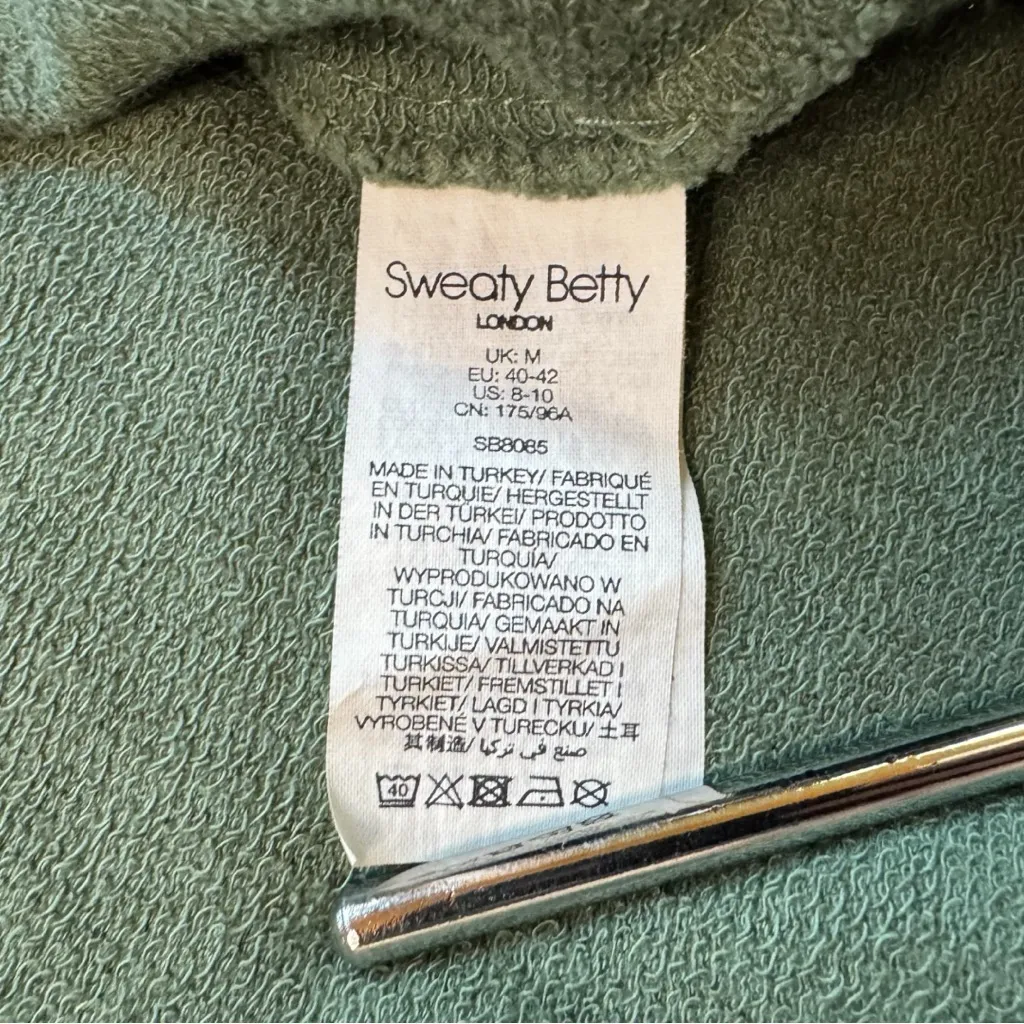 Sweaty Betty
LONDON
UK: M
EU: 40-42
US: 8-10
CN: 175/96A
SB8085
MADE IN TURKEY/ FABRIQUÉ
EN TURQUIE/ HERGESTELLT
IN DER TÜRKEI/ PRODOTTO
IN TURCHIA/ FABRICADO EN
TURQUÍA/
WYPRODUKOWANO W
TURCJI/ FABRICADO NA
TURQUIA/ GEMAAKT IN
TURKIJE/ VALMISTETTU
TURKISSA/ TILLVERKAD I
TURKIET/ FREMSTILLET I
TYRKIET/ LAGD I TYRKIA/
VYROBENÉ V TURECKU/ 土耳
其制造/ صنع في تركيا
40